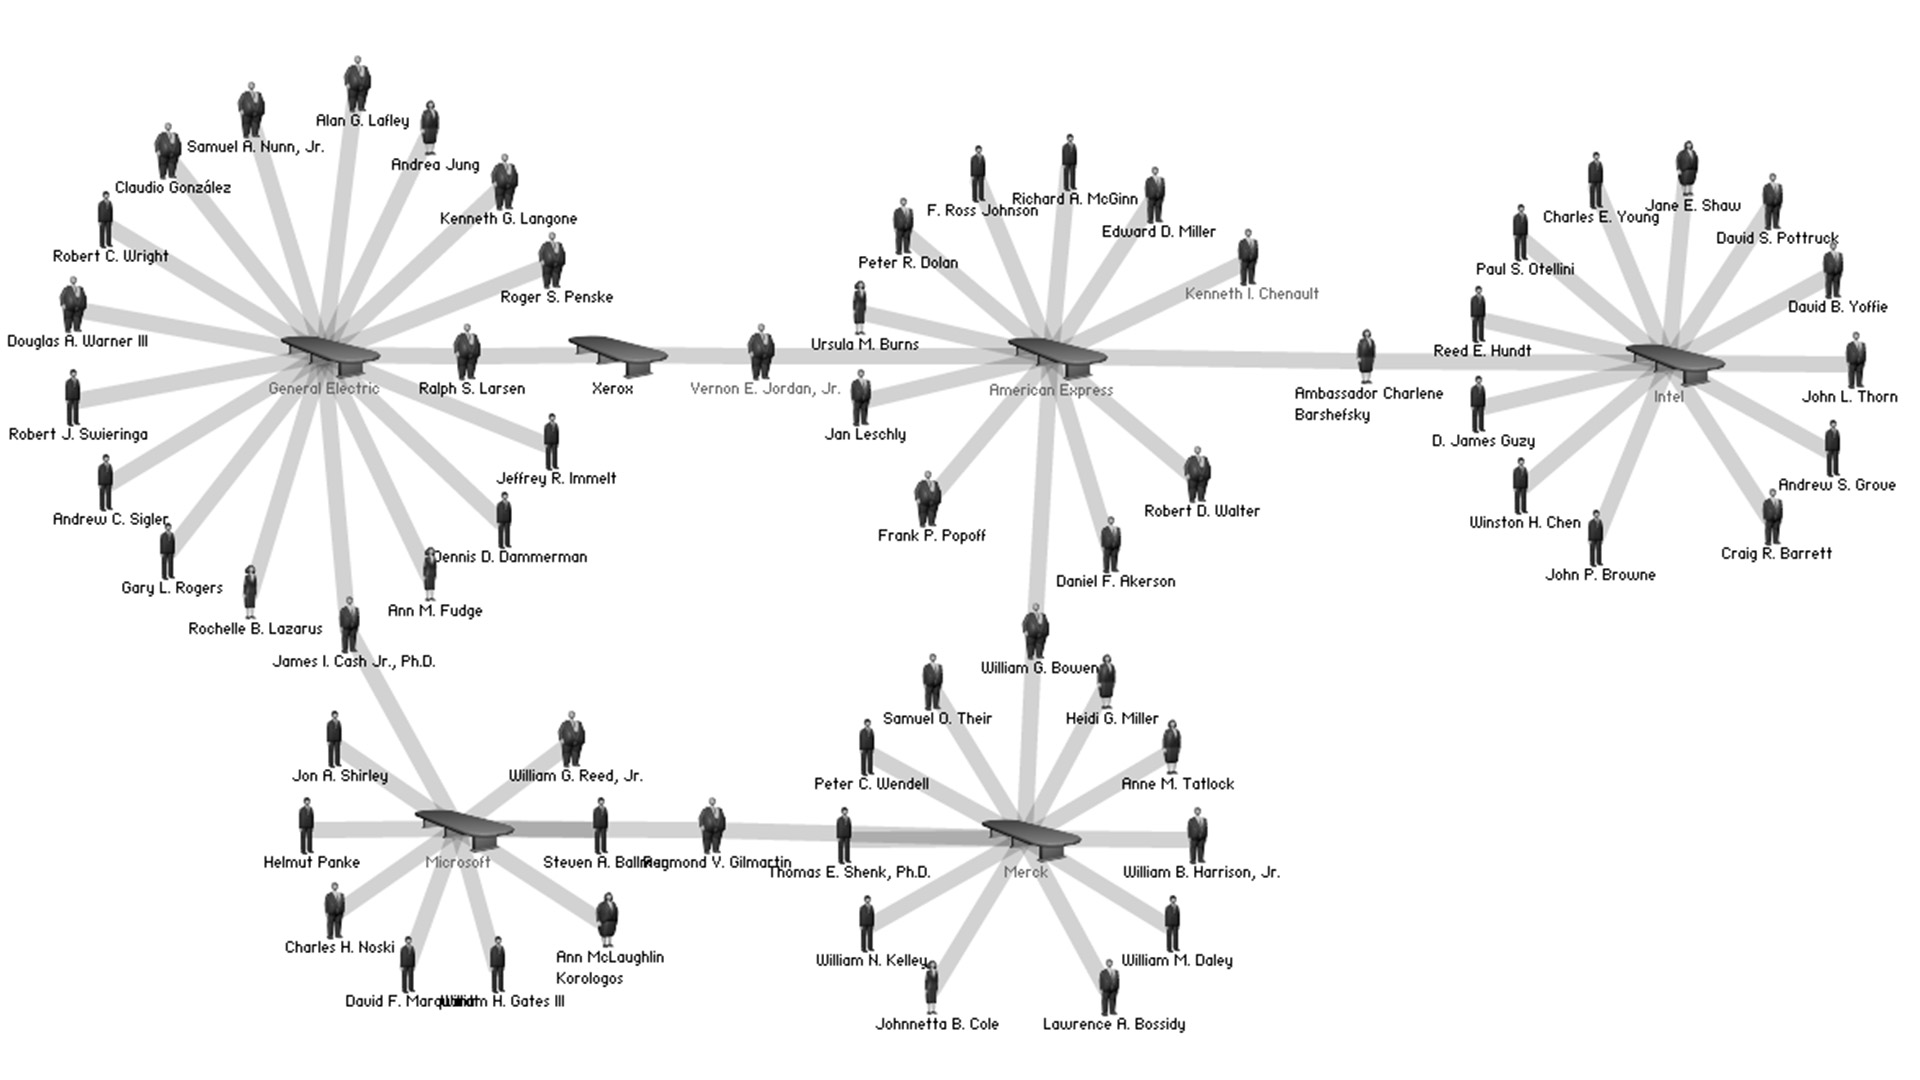 Alan G. Lafley
Samuel A. Nunn, Jr.
Andrea Jung
Claudio González
Kenneth G. Langone
Robert C. Wright
Roger S. Penske
Douglas A. Warner III
General Electric
Ralph S. Larsen
Xerox
Vernon E. Jordan, Jr.
Robert J. Swieringa
Jeffrey R. Immelt
Andrew C. Sigler
Dennis D. Dammerman
Gary L. Rogers
Ann M. Fudge
Rochelle B. Lazarus
James I. Cash Jr., Ph.D.
F. Ross Johnson
Richard A. McGinn
Edward D. Miller
Peter R. Dolan
Kenneth I. Chenault
Ursula M. Burns
American Express
Jan Leschly
Frank P. Popoff
Robert D. Walter
Daniel F. Akerson
Ambassador Charlene
Barshefsky
Charles E. Young
Jane E. Shaw
David S. Pottruck
Paul S. Otellini
David B. Yoffie
Reed E. Hundt
Intel
John L. Thorn
D. James Guzy
Andrew S. Grove
Winston H. Chen
Craig R. Barrett
John P. Browne
William G. Bowen
Samuel O. Their
Heidi G. Miller
Peter C. Wendell
Anne M. Tatlock
Jon A. Shirley
William G. Reed, Jr.
Helmut Panke
Microsoft
Steven A. Ballmer
Raymond V. Gilmartin
Thomas E. Shenk, Ph.D.
Merck
William B. Harrison, Jr.
Charles H. Noski
Ann McLaughlin
Korologos
William N. Kelley
William M. Daley
David F. Marquardt
William H. Gates III
Johnnetta B. Cole
Lawrence A. Bossidy